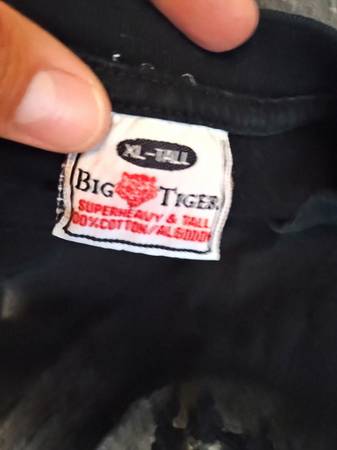 XL-TALL
BIG TIGER
SUPERHEAVY & TALL
100% COTTON/ALGODON